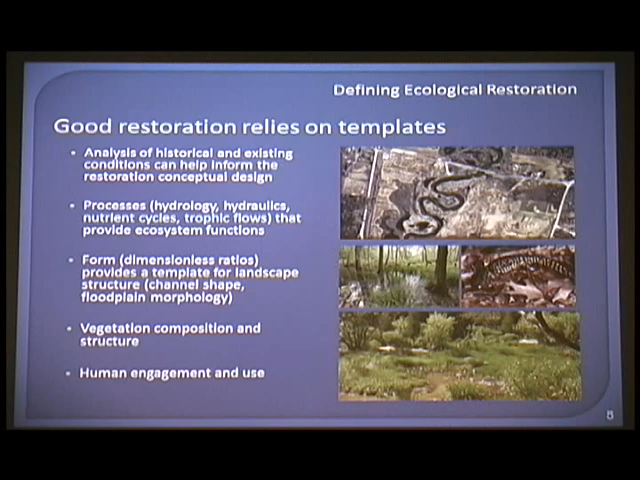 Defining Ecological Restoration
Good restoration relies on templates
• Analysis of historical and existing
conditions can help inform the
restoration conceptual design
• Processes (hydrology, hydraulics,
nutrient cycles, trophic flows) that
provide ecosystem functions
• Form (dimensionless ratios)
provides a template for landscape
structure (channel shape,
floodplain morphology)
• Vegetation composition and
structure
• Human engagement and use
5